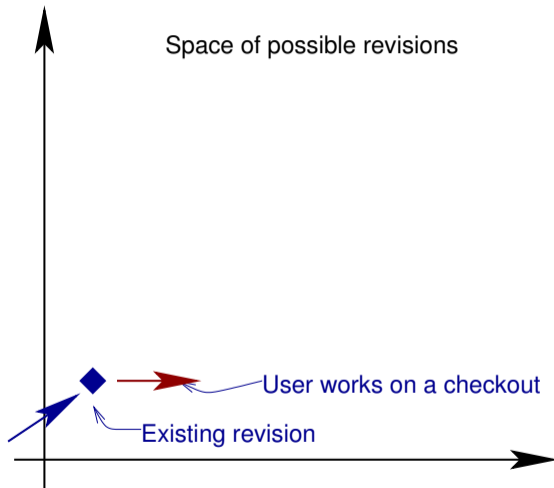 Space of possible revisions
User works on a checkout
Existing revision